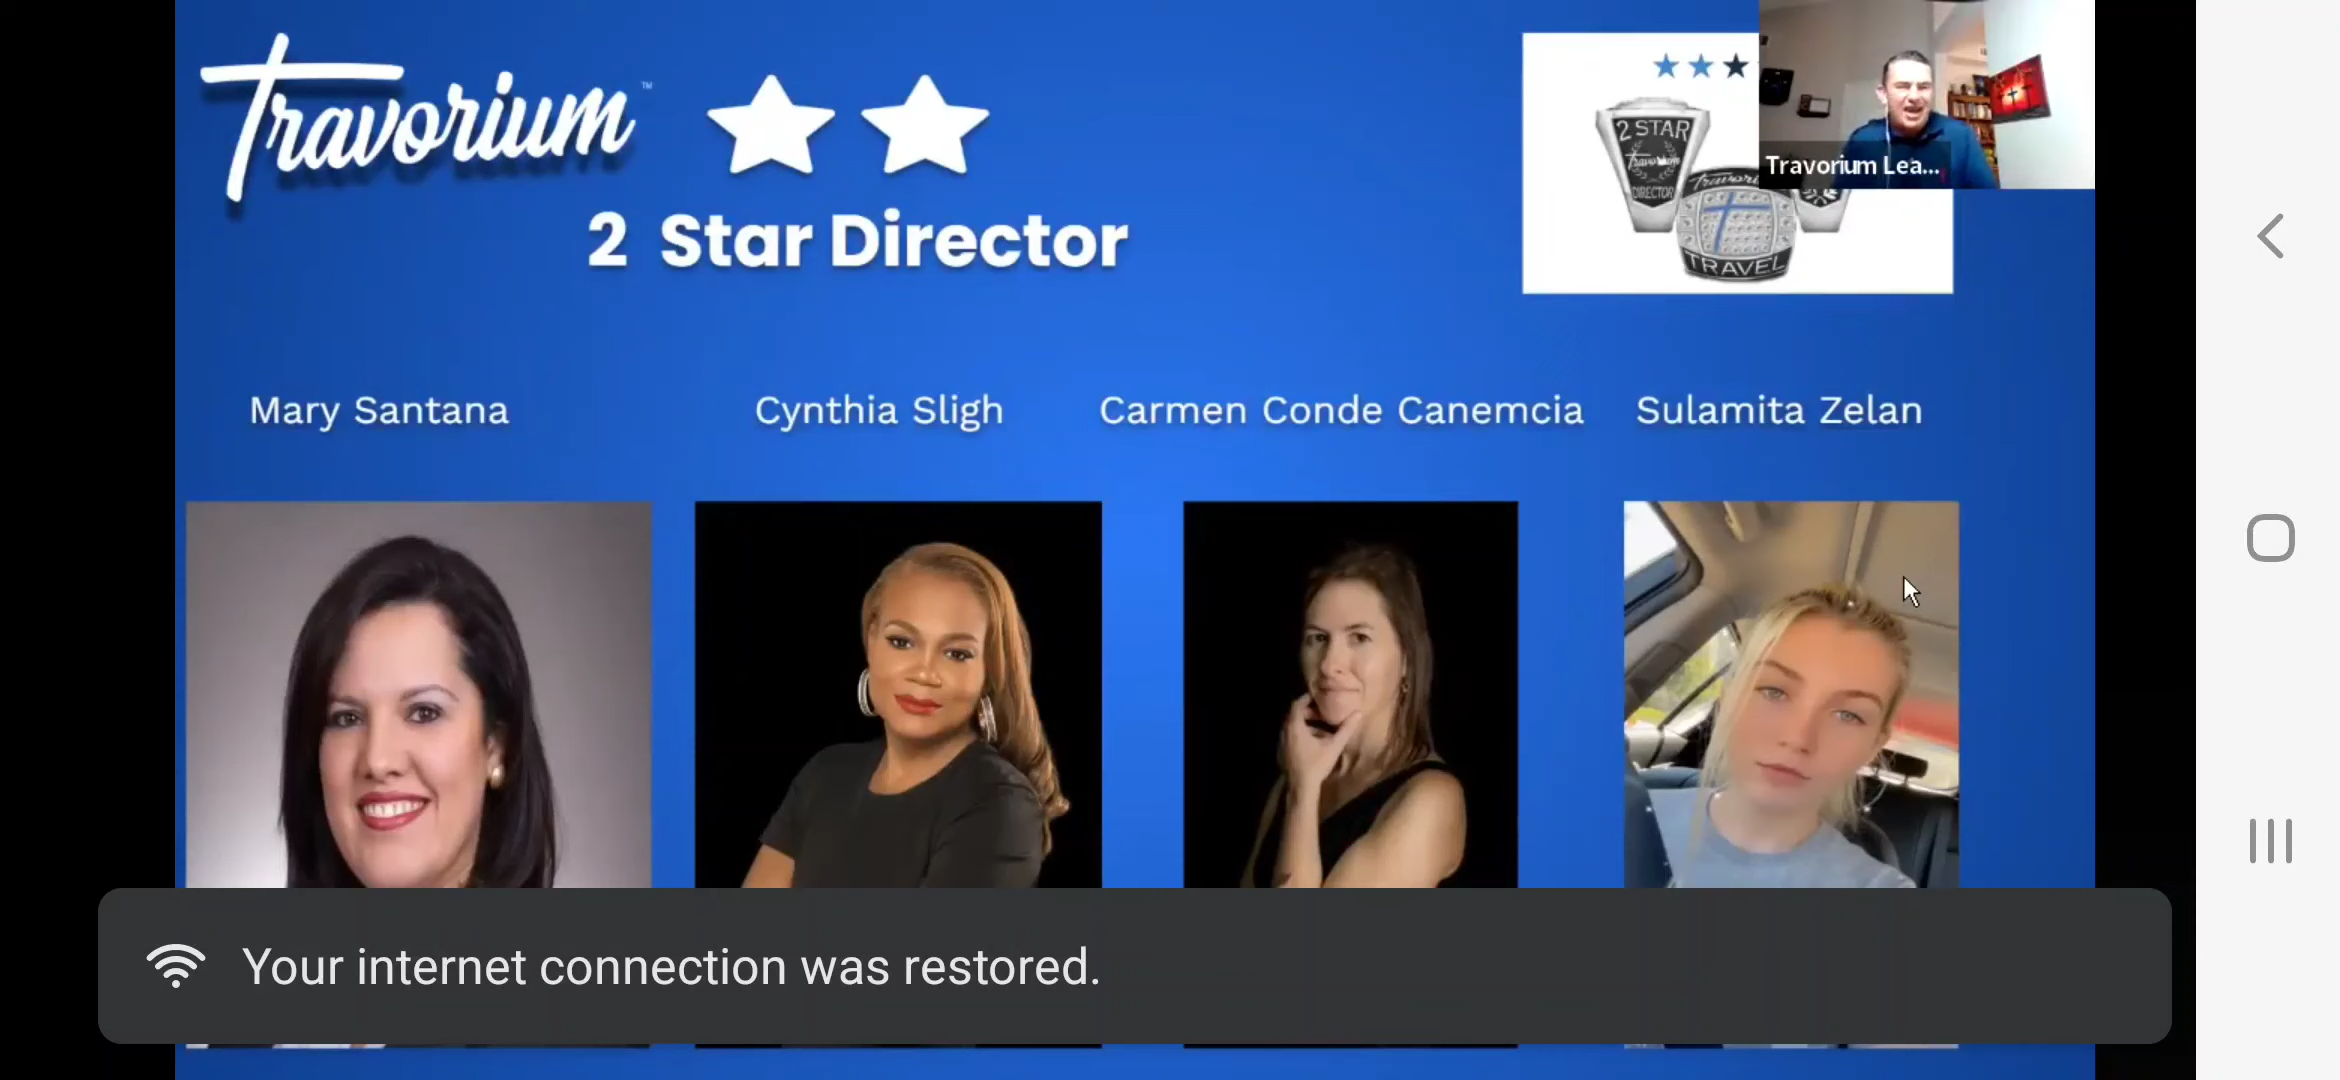 Travorium™
2 Star Director
2 STAR
Travorium
DIRECTOR
TRAVEL
Travorium Lea...
Mary Santana
Cynthia Sligh
Carmen Conde Canemcia
Sulamita Zelan
Your internet connection was restored.